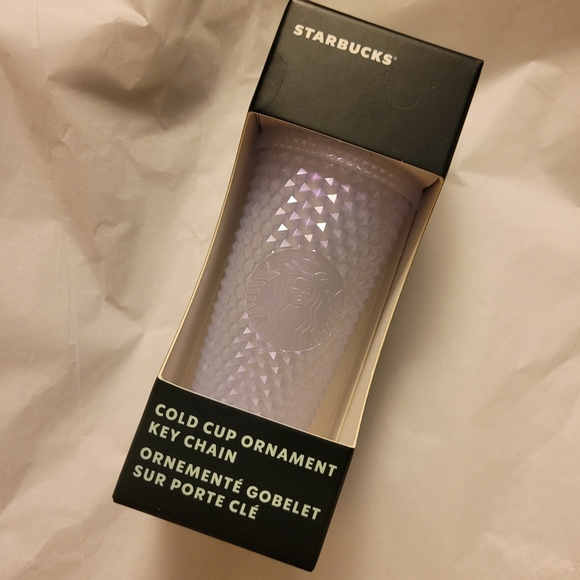 STARBUCKS®
COLD CUP ORNAMENT
KEY CHAIN
ORNEMENTÉ GOBELET
SUR PORTE CLÉ